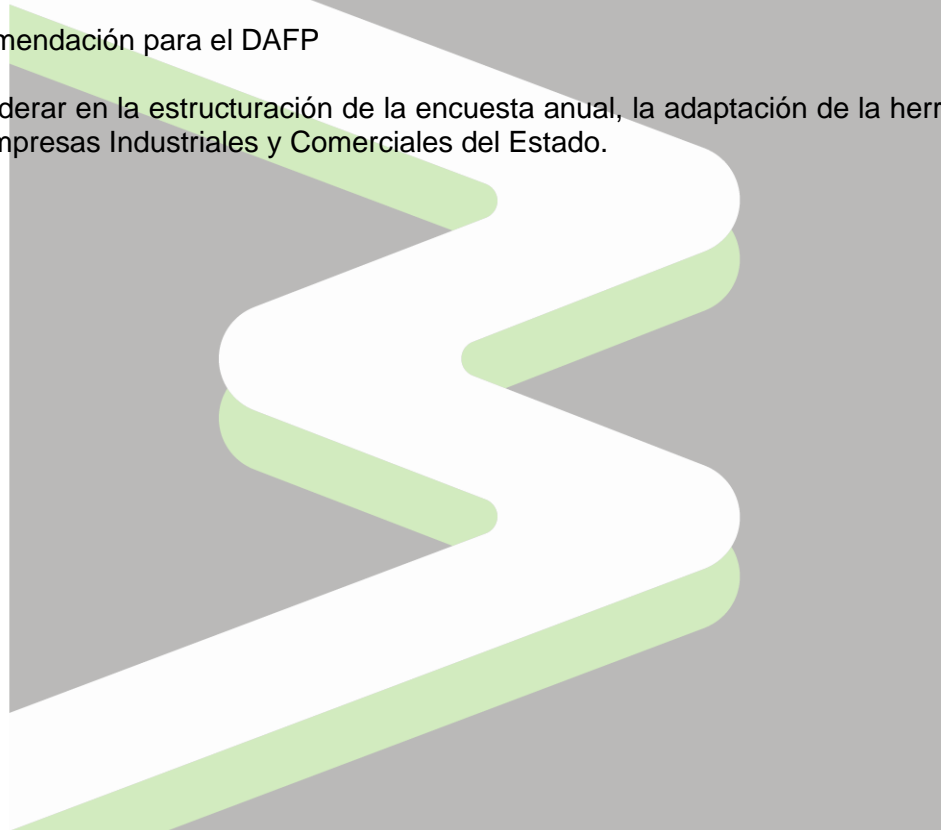 mendación para el DAFP
derar en la estructuración de la encuesta anual, la adaptación de la herr
mpresas Industriales y Comerciales del Estado.